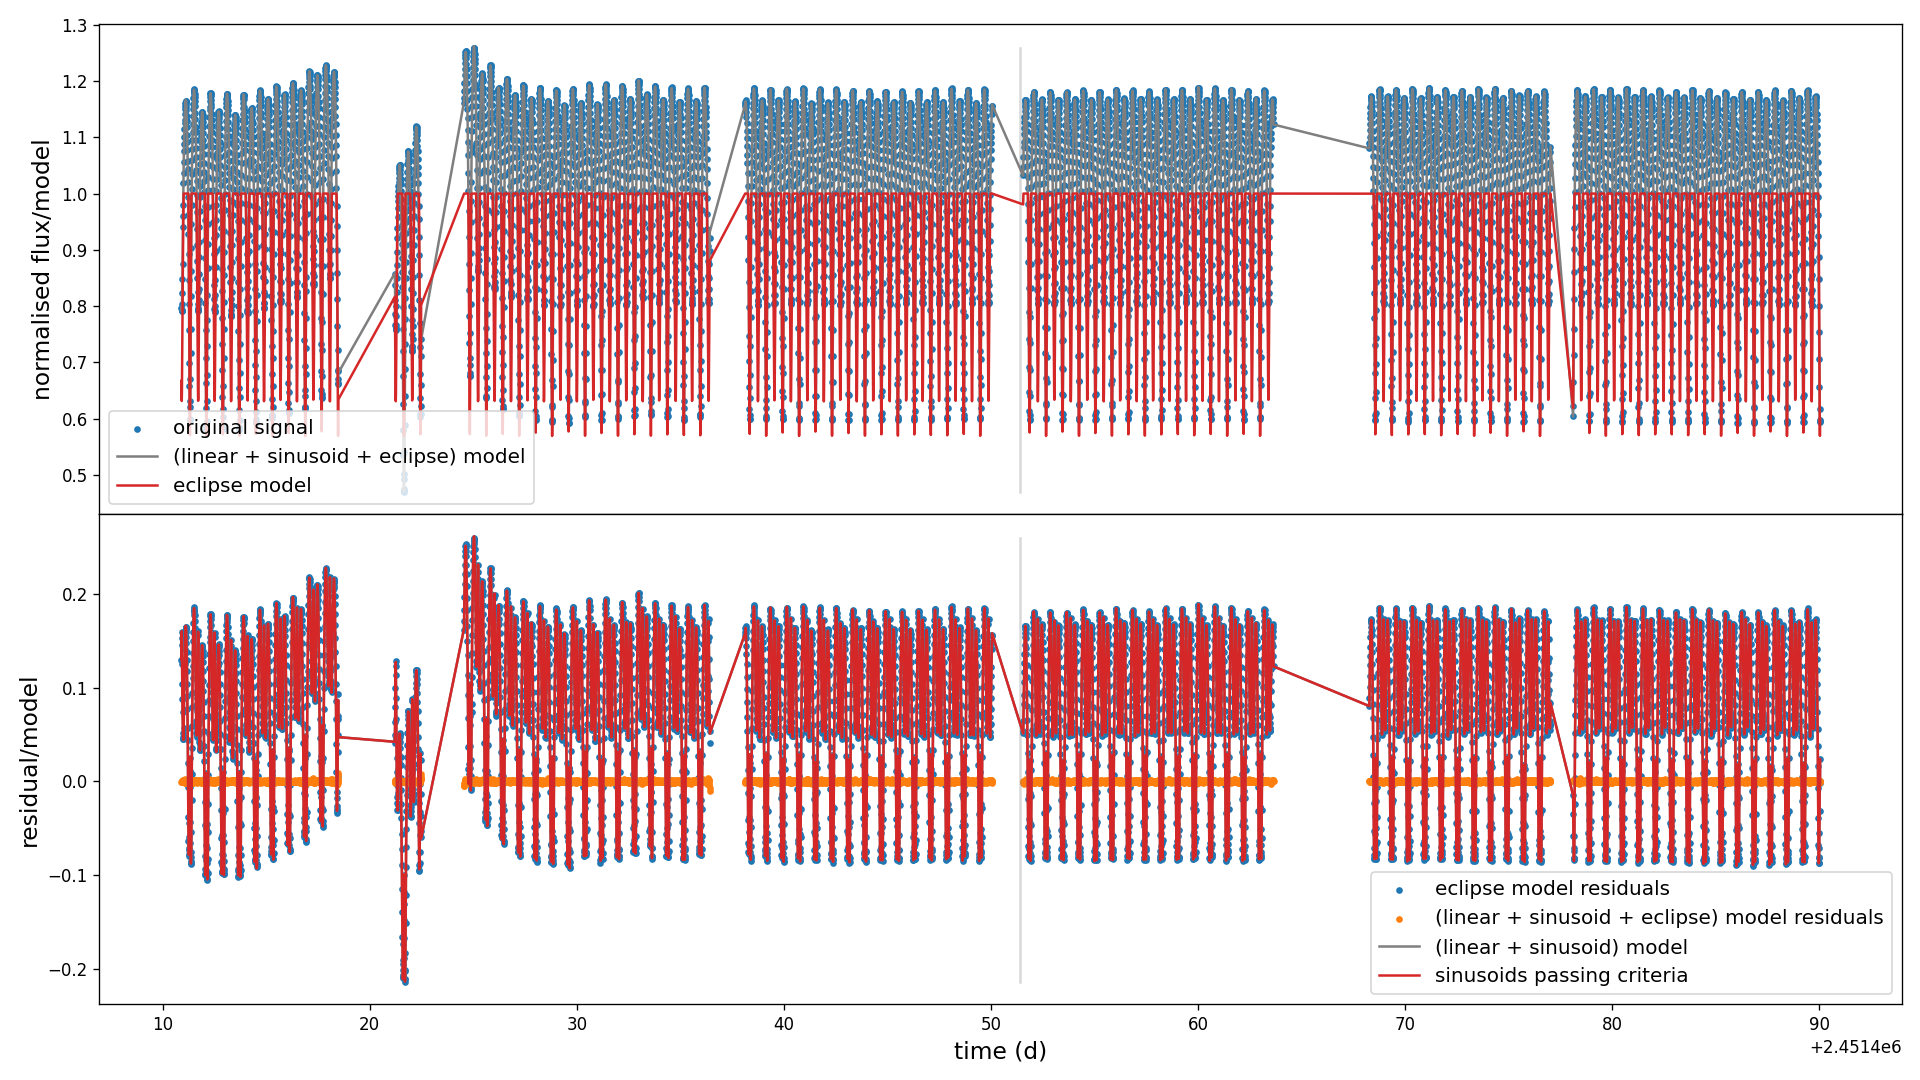 1.3
1.2
1.1
1.0
0.9
0.8
0.7
0.6
0.5
normalised flux/model
original signal
(linear + sinusoid + eclipse) model
eclipse model
0.2
0.1
0.0
−0.1
−0.2
residual/model
eclipse model residuals
(linear + sinusoid + eclipse) model residuals
(linear + sinusoid) model
sinusoids passing criteria
10 20 30 40 50 60 70 80 90
time (d)
+2.4514e6